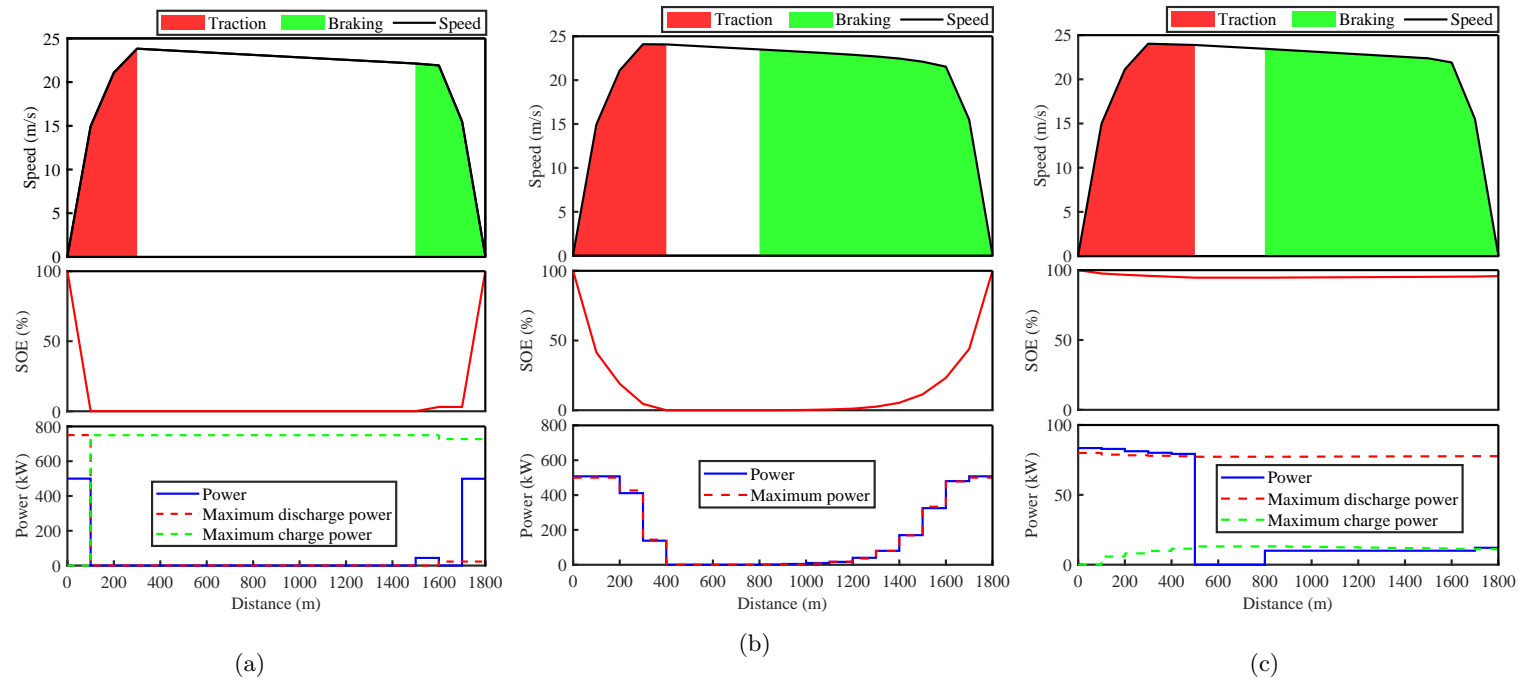 Traction Braking Speed
25
20
15
10
5
0
Speed (m/s)
100
50
0
SOE (%)
800
600
400
200
0
Power (kW)
Power
Maximum discharge power
Maximum charge power
0 200 400 600 800 1000 1200 1400 1600 1800
Distance (m)
(a)
Traction Braking Speed
25
20
15
10
5
0
Speed (m/s)
100
50
0
SOE (%)
800
600
400
200
0
Power (kW)
Power
Maximum power
0 200 400 600 800 1000 1200 1400 1600 1800
Distance (m)
(b)
Traction Braking Speed
25
20
15
10
5
0
Speed (m/s)
100
50
0
SOE (%)
100
50
0
Power (kW)
Power
Maximum discharge power
Maximum charge power
0 200 400 600 800 1000 1200 1400 1600 1800
Distance (m)
(c)